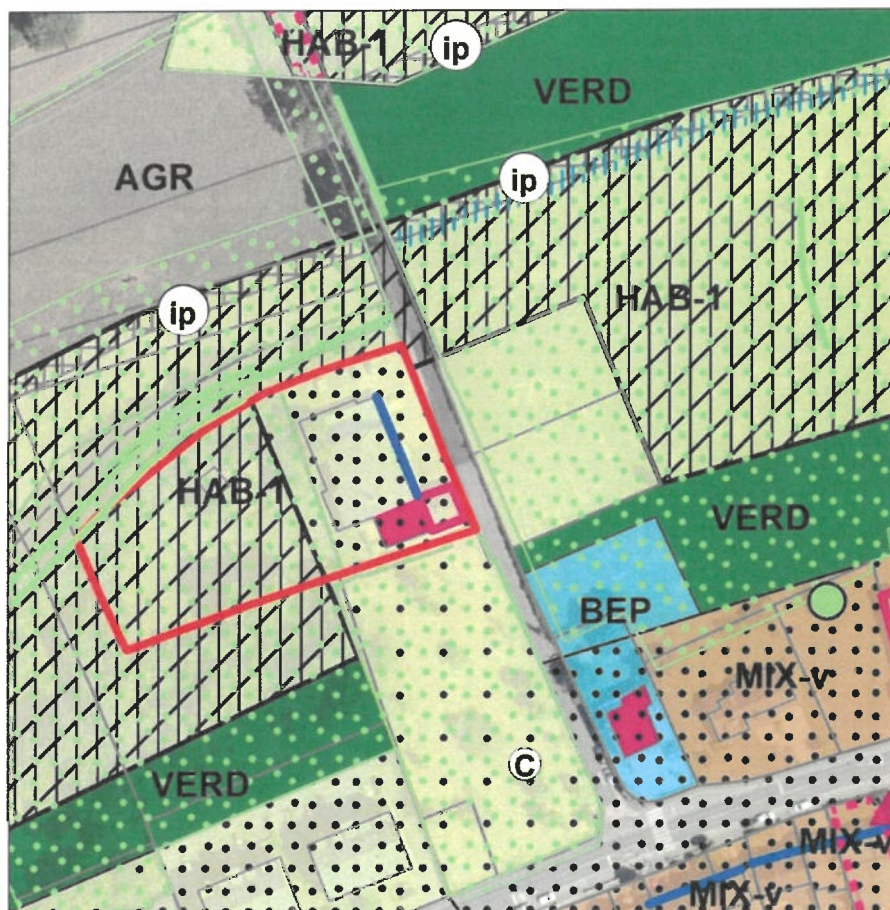 HAB-1
ip
VERD
AGR
ip
ip
HAB-1
HAB-1
VERD
BEP
MIX-v
C
VERD
MIX-v
MIX-v